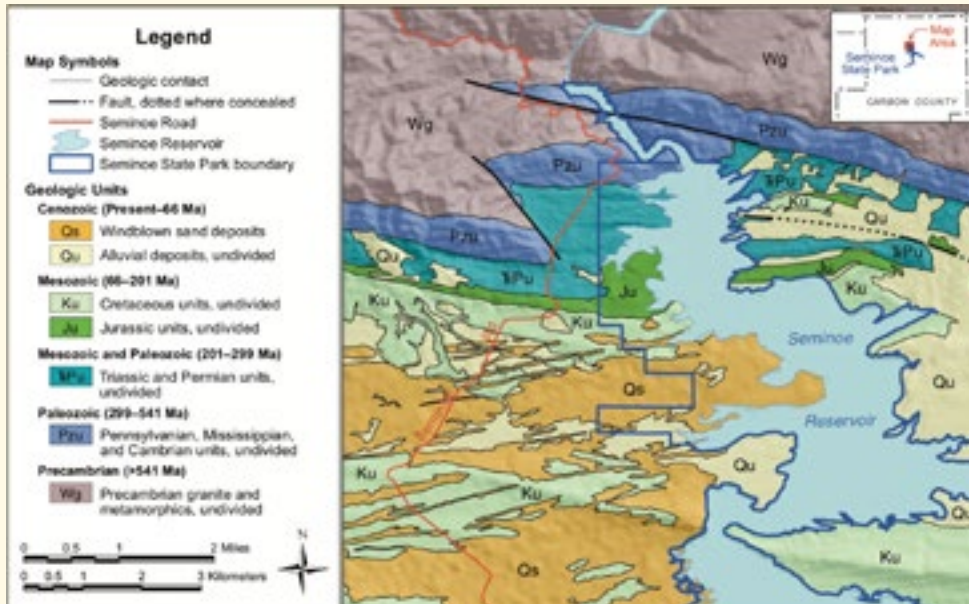 Legend
Map Symbols
Geologic contact
Fault, dotted where concealed
Seminoe Road
Seminoe Reservoir
Seminoe State Park boundary
Geologic Units
Cenozoic (Present–66 Ma)
Qs Windblown sand deposits
Qu Alluvial deposits, undivided
Mesozoic (66–201 Ma)
Ku Cretaceous units, undivided
Ju Jurassic units, undivided
Mesozoic and Paleozoic (201–299 Ma)
TRPu Triassic and Permian units,
undivided
Paleozoic (299–541 Ma)
Pzu Pennsylvanian, Mississippian,
and Cambrian units, undivided
Precambrian (>541 Ma)
Wg Precambrian granite and
metamorphics, undivided
0 0.5 1 2 Miles
0 0.5 1 2 3 Kilometers
N
Map
Area
Seminoe
State Park
CARBON COUNTY
Wg
Wg
Pzu
Pzu
TRPu
Ku
Qu
Pzu
Qu
TRPu
TRPu
Ju
Ju
Ku
Ku
Ku
Seminoe
Qs
Qu
Reservoir
Qu
Ku
Ku
Qu
Ku
Qs